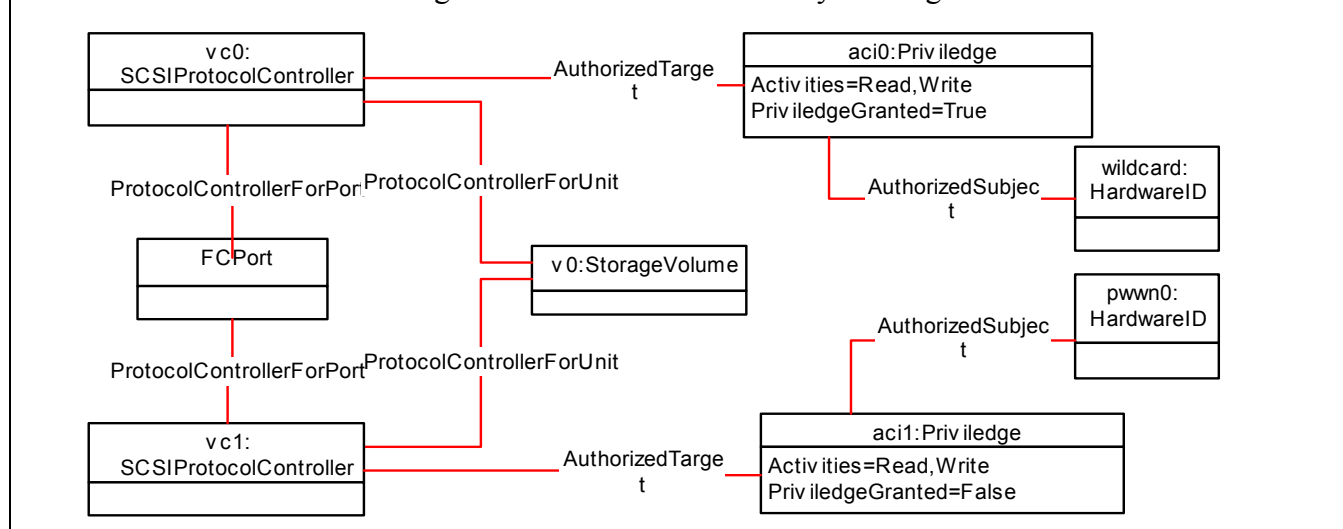 vc0:
SCSIProtocolController
AuthorizedTarge
t
aci0:Priviledge
Activities=Read,Write
PriviledgeGranted=True
ProtocolControllerForPort
ProtocolControllerForUnit
AuthorizedSubjec
t
wildcard:
HardwareID
FCPort
v0:StorageVolume
pwwn0:
HardwareID
AuthorizedSubjec
t
ProtocolControllerForPort
ProtocolControllerForUnit
vc1:
SCSIProtocolController
AuthorizedTarge
t
aci1:Priviledge
Activities=Read,Write
PriviledgeGranted=False